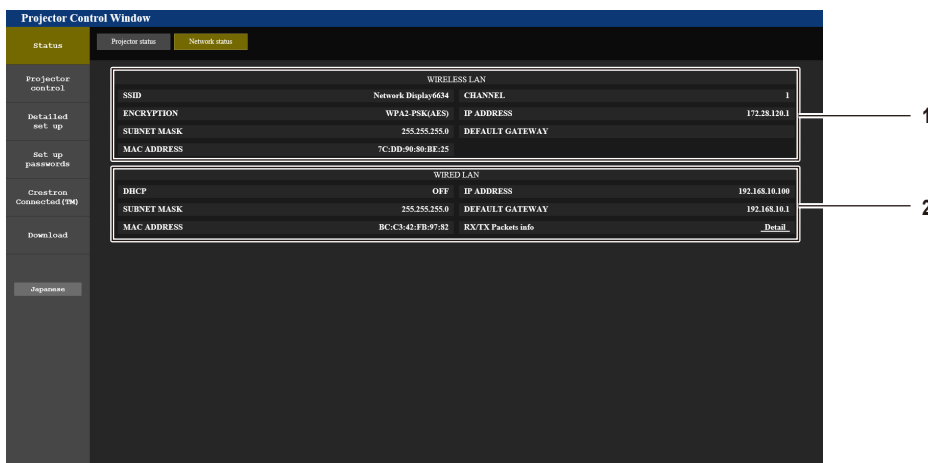 Projector Control Window
Status
Projector status Network status
Projector
control
Detailed
set up
Set up
passwords
Crestron
Connected(TM)
Download
Japanese
WIRELESS LAN
SSID Network Display6634 CHANNEL 1
ENCRYPTION WPA2-PSK(AES) IP ADDRESS 172.28.120.1
SUBNET MASK 255.255.255.0 DEFAULT GATEWAY
MAC ADDRESS 7C:DD:90:80:BE:25
1
WIRED LAN
DHCP OFF IP ADDRESS 192.168.10.100
SUBNET MASK 255.255.255.0 DEFAULT GATEWAY 192.168.10.1
MAC ADDRESS BC:C3:42:FB:97:82 RX/TX Packets info Detail
2